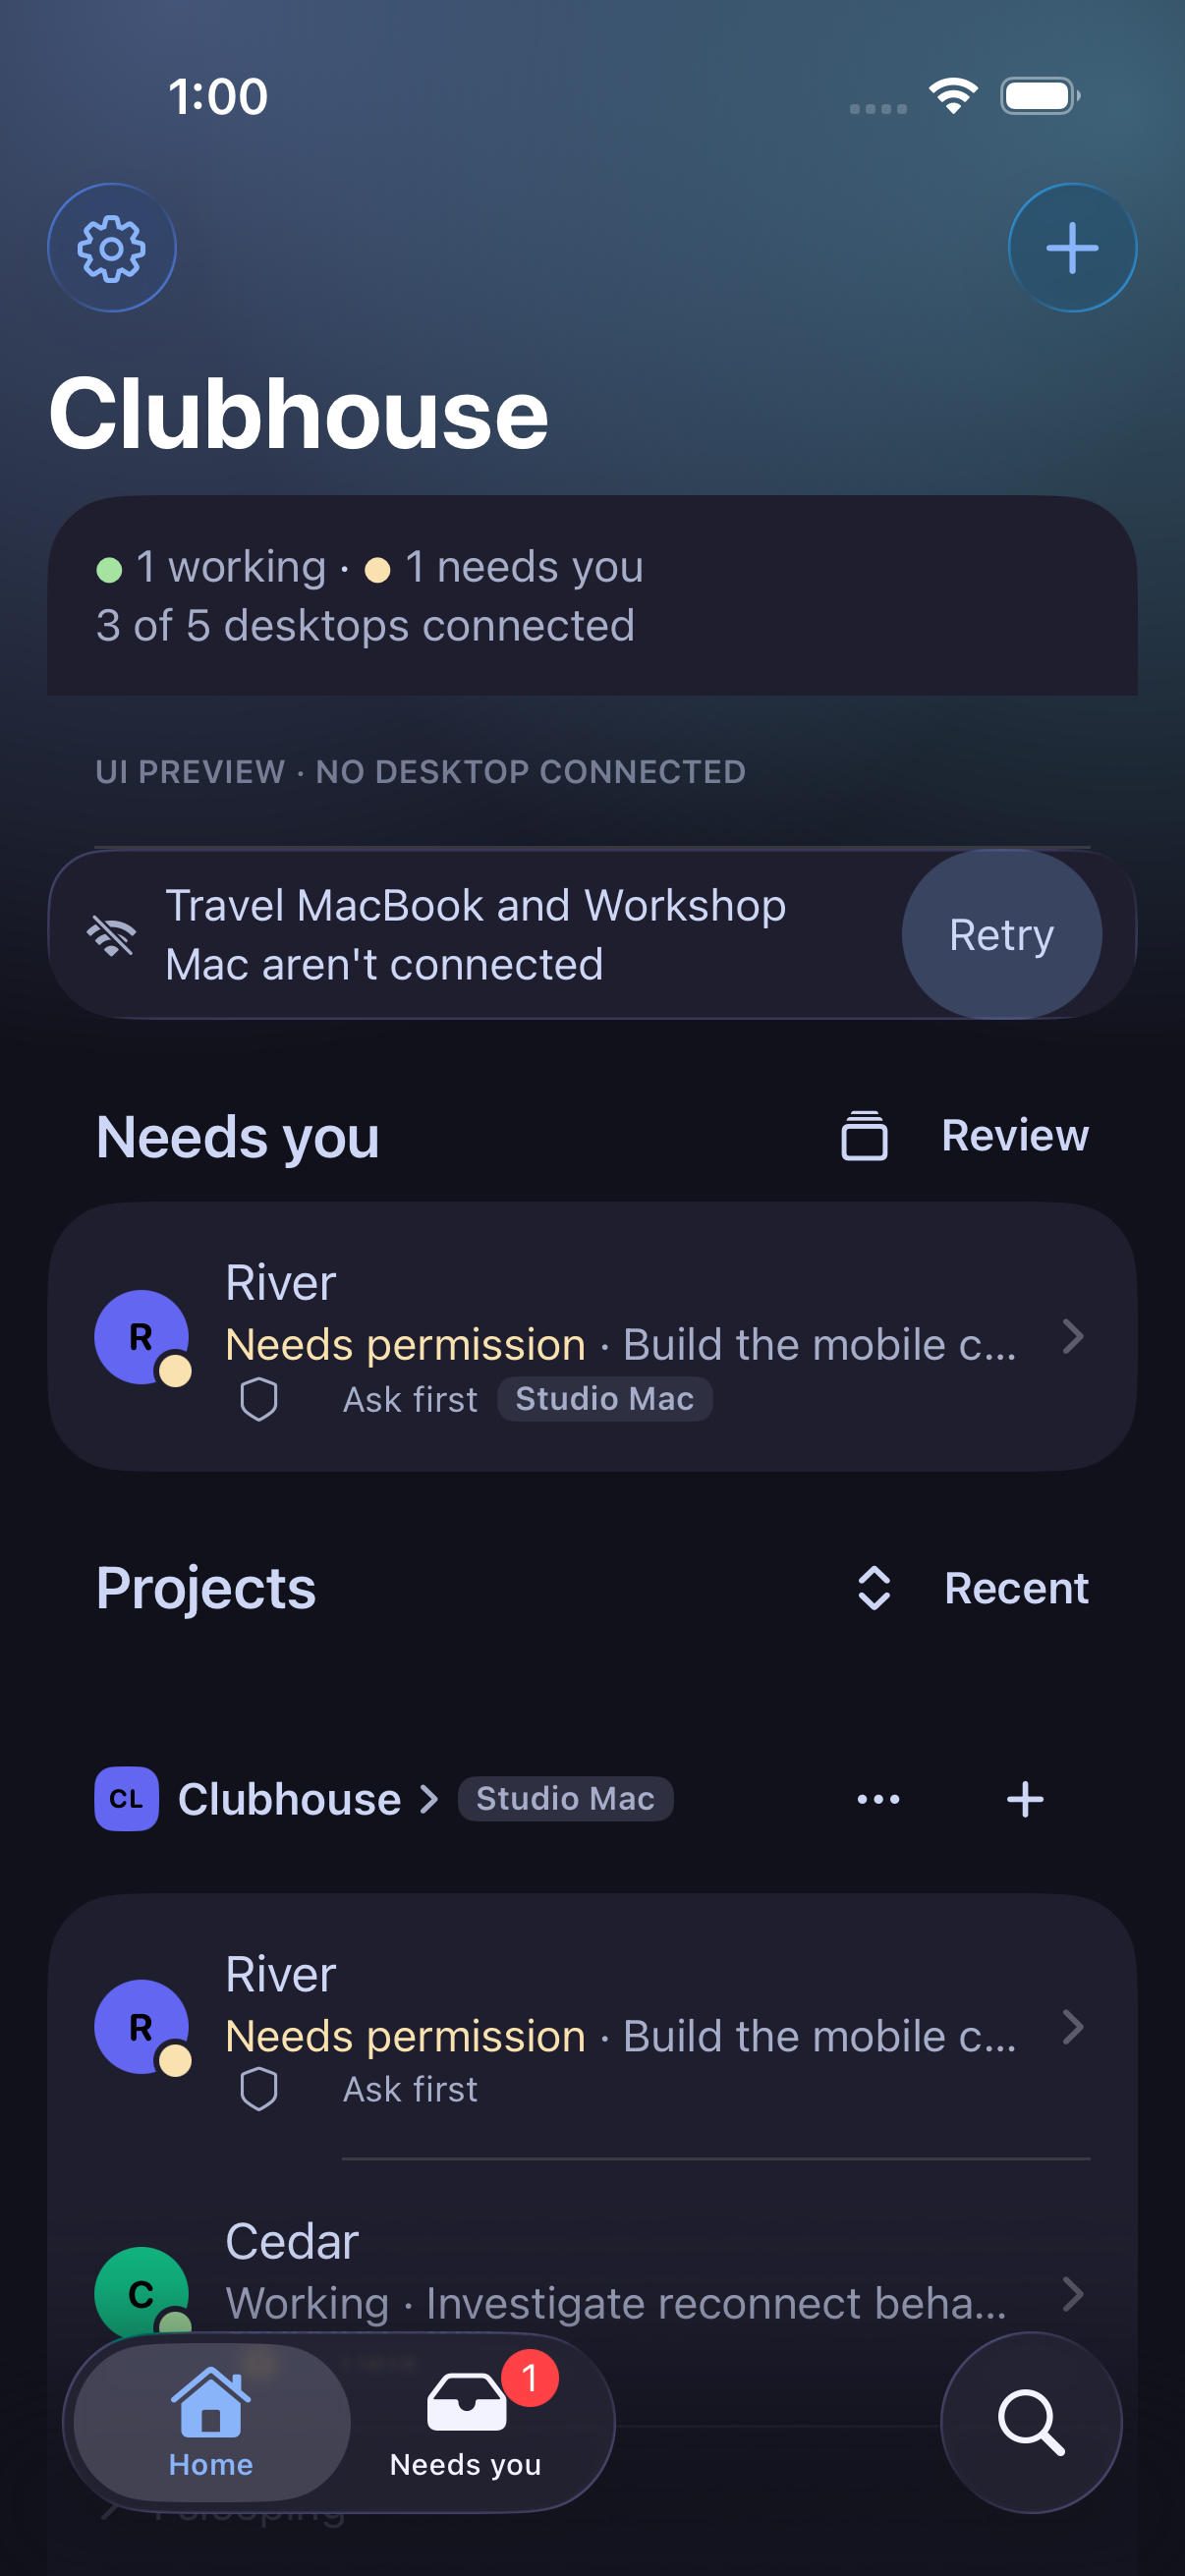 1:00
Clubhouse
1 working · 1 needs you
3 of 5 desktops connected
UI PREVIEW · NO DESKTOP CONNECTED
Travel MacBook and Workshop
Mac aren't connected
Retry
Needs you
Review
R
River
Needs permission · Build the mobile c...
Ask first
Studio Mac
Projects
Recent
CL
Clubhouse
Studio Mac
R
River
Needs permission · Build the mobile c...
Ask first
C
Cedar
Working · Investigate reconnect beha...
1
Home
Needs you